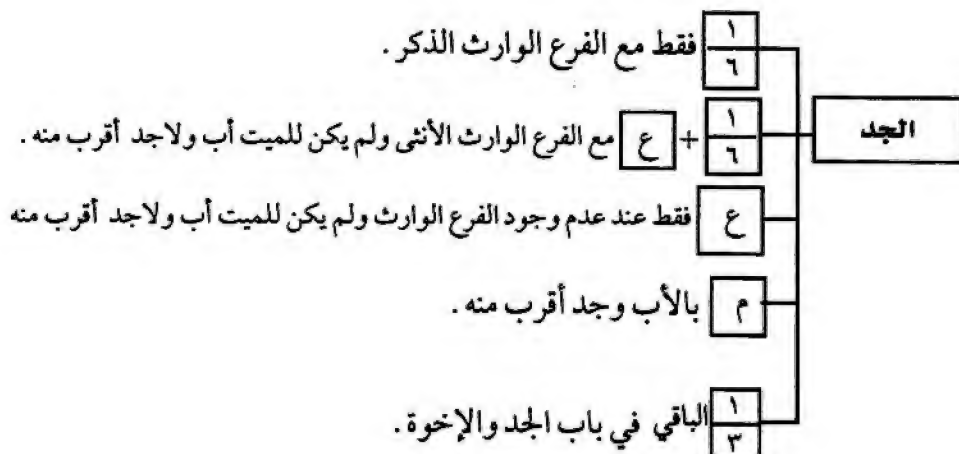 الجد
١/٦ فقط مع الفرع الوارث الذكر .
١/٦ + ع مع الفرع الوارث الأنثى ولم يكن للميت أب ولاجد أقرب منه .
ع فقط عند عدم وجود الفرع الوارث ولم يكن للميت أب ولاجد أقرب منه
م بالأب وجد أقرب منه .
١/٣ الباقي في باب الجد والإخوة .